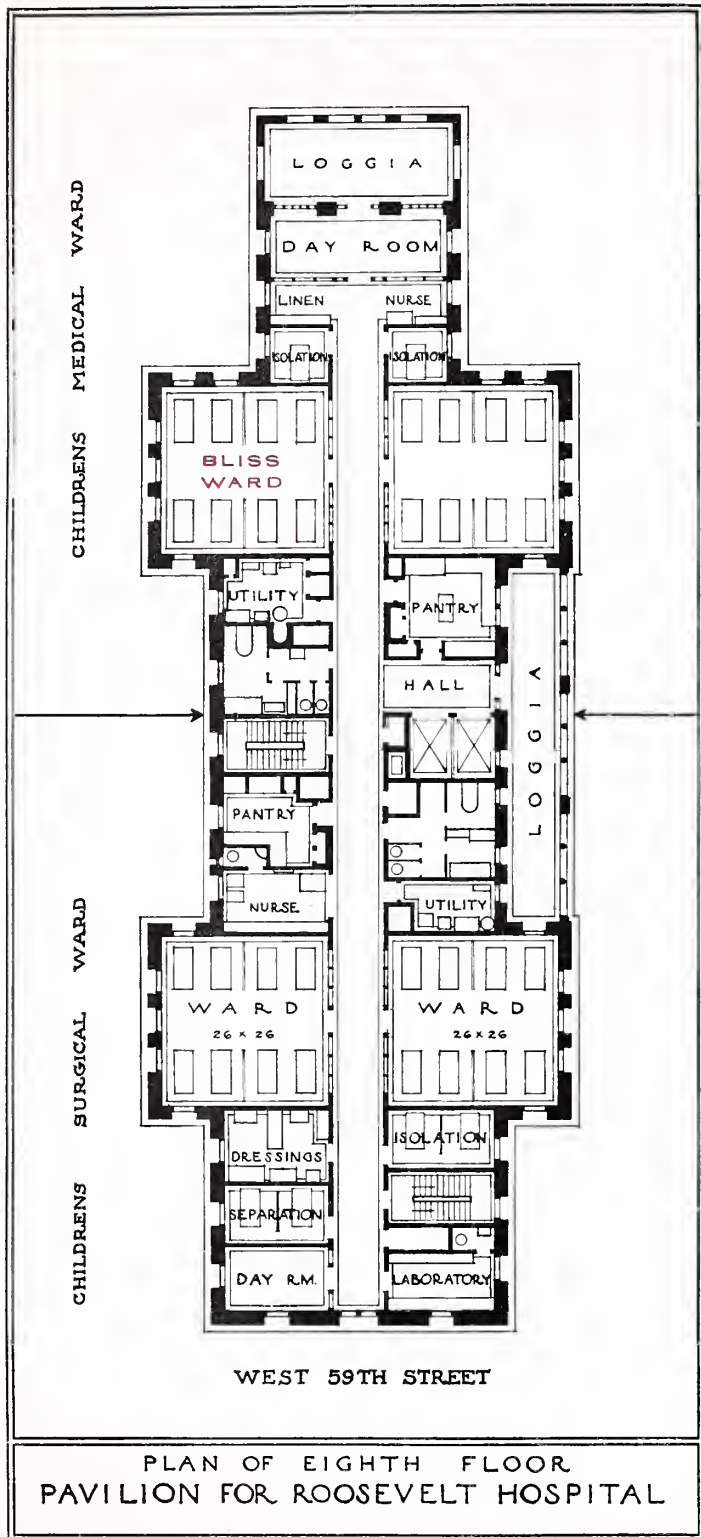 LOGGIA
DAY ROOM
LINEN
NURSE
ISOLATION
ISOLATION
CHILDRENS MEDICAL WARD
BLISS
WARD
UTILITY
PANTRY
HALL
LOGGIA
PANTRY
NURSE
UTILITY
CHILDRENS SURGICAL WARD
WARD
26 x 26
WARD
26 x 26
DRESSINGS
ISOLATION
SEPARATION
DAY R.M.
LABORATORY
WEST 59TH STREET
PLAN OF EIGHTH FLOOR
PAVILION FOR ROOSEVELT HOSPITAL